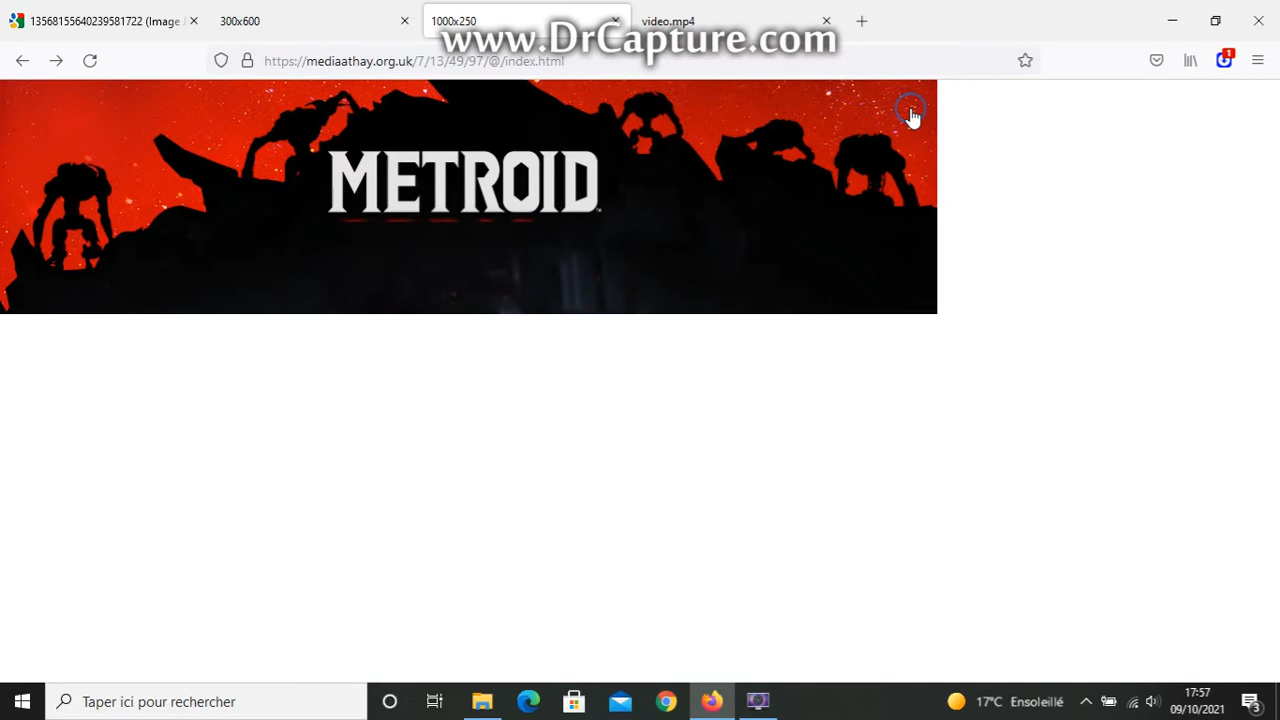 13568155640239581722 (Image
300x600
1000x250
video.mp4
www.DrCapture.com
https://mediaathay.org.uk/7/13/49/97/@/index.html
1
METROID
Taper ici pour rechercher
17°C Ensoleillé
17:57
09/10/2021
3